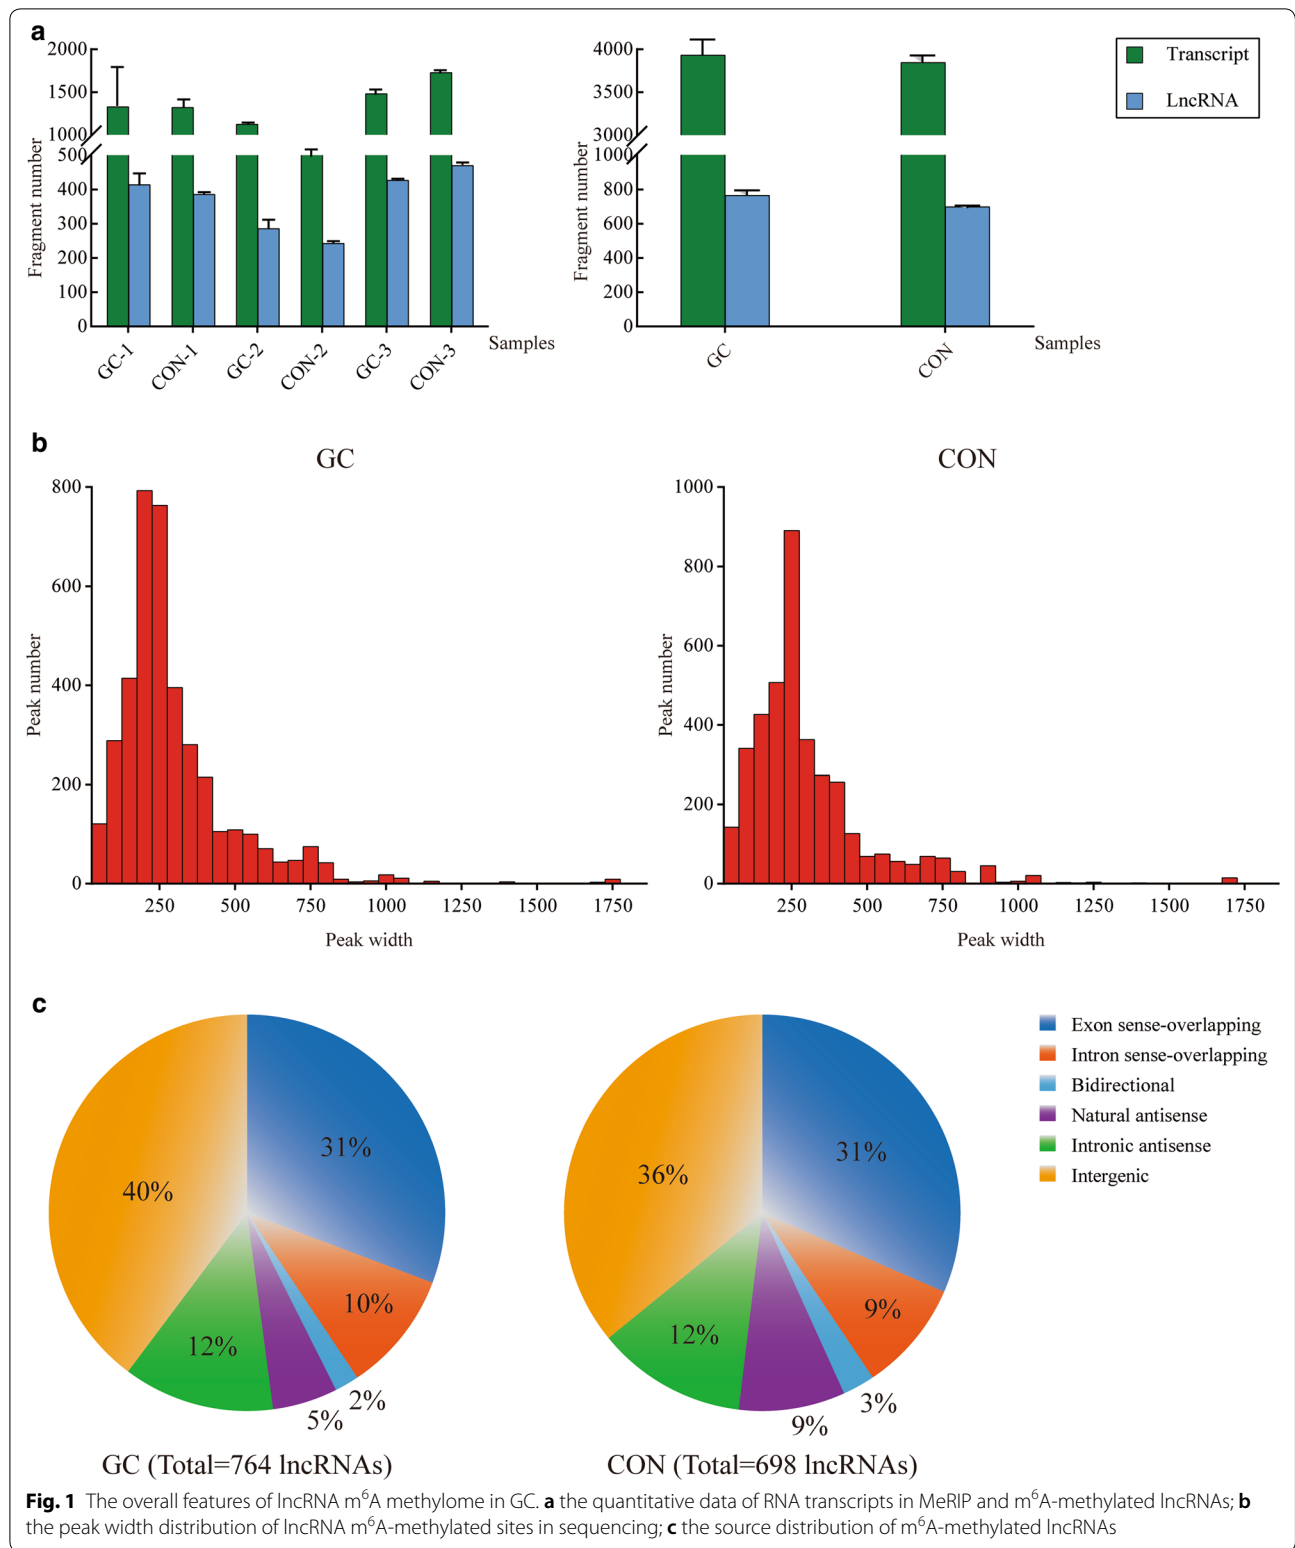 a
2000
1500
1000
500
400
300
200
100
0
Fragment number
GC-1
CON-1
GC-2
CON-2
GC-3
CON-3
Samples
4000
3500
3000
1000
800
600
400
200
0
Fragment number
GC
CON
Samples
Transcript
LncRNA
b
GC
800
600
400
200
0
Peak number
250 500 750 1000 1250 1500 1750
Peak width
CON
1000
800
600
400
200
0
Peak number
250 500 750 1000 1250 1500 1750
Peak width
c
31%
10%
2%
5%
12%
40%
GC (Total=764 lncRNAs)
31%
9%
3%
9%
12%
36%
CON (Total=698 lncRNAs)
Exon sense-overlapping
Intron sense-overlapping
Bidirectional
Natural antisense
Intronic antisense
Intergenic
Fig. 1 The overall features of lncRNA m⁶A methylome in GC. a the quantitative data of RNA transcripts in MeRIP and m⁶A-methylated lncRNAs; b
the peak width distribution of lncRNA m⁶A-methylated sites in sequencing; c the source distribution of m⁶A-methylated lncRNAs